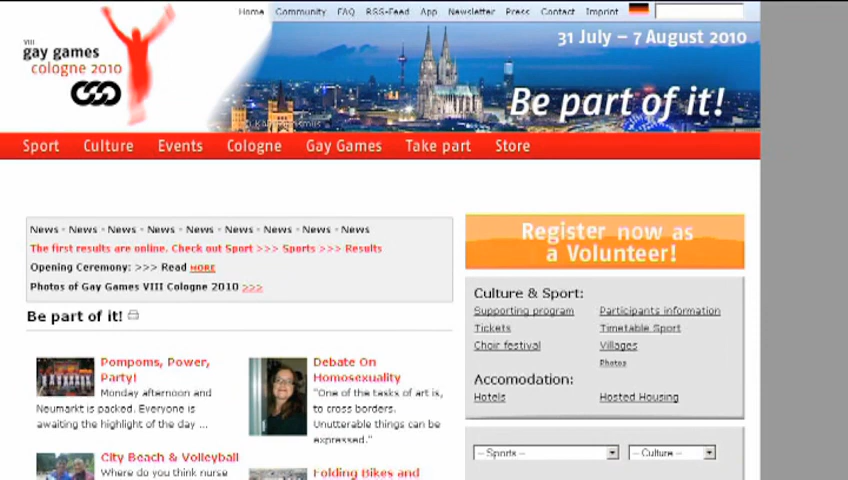 Home Community FAQ RSS-Feed App Newsletter Press Contact Imprint
VIII
gay games
cologne 2010
31 July – 7 August 2010
Be part of it!
Sport Culture Events Cologne Gay Games Take part Store
News • News • News • News • News • News • News • News • News
The first results are online. Check out Sport >>> Sports >>> Results
Opening Ceremony: >>> Read MORE
Photos of Gay Games VIII Cologne 2010 >>>
Be part of it!
Pompoms, Power,
Party!
Monday afternoon and
Neumarkt is packed. Everyone is
awaiting the highlight of the day ...
Debate On
Homosexuality
"One of the tasks of art is,
to cross borders.
Unutterable things can be
expressed."
City Beach & Volleyball
Where do you think nurse
Folding Bikes and
Register now as
a Volunteer!
Culture & Sport:
Supporting program Participants information
Tickets Timetable Sport
Choir festival Villages
Photos
Accomodation:
Hotels Hosted Housing
-- Sports -- -- Culture --